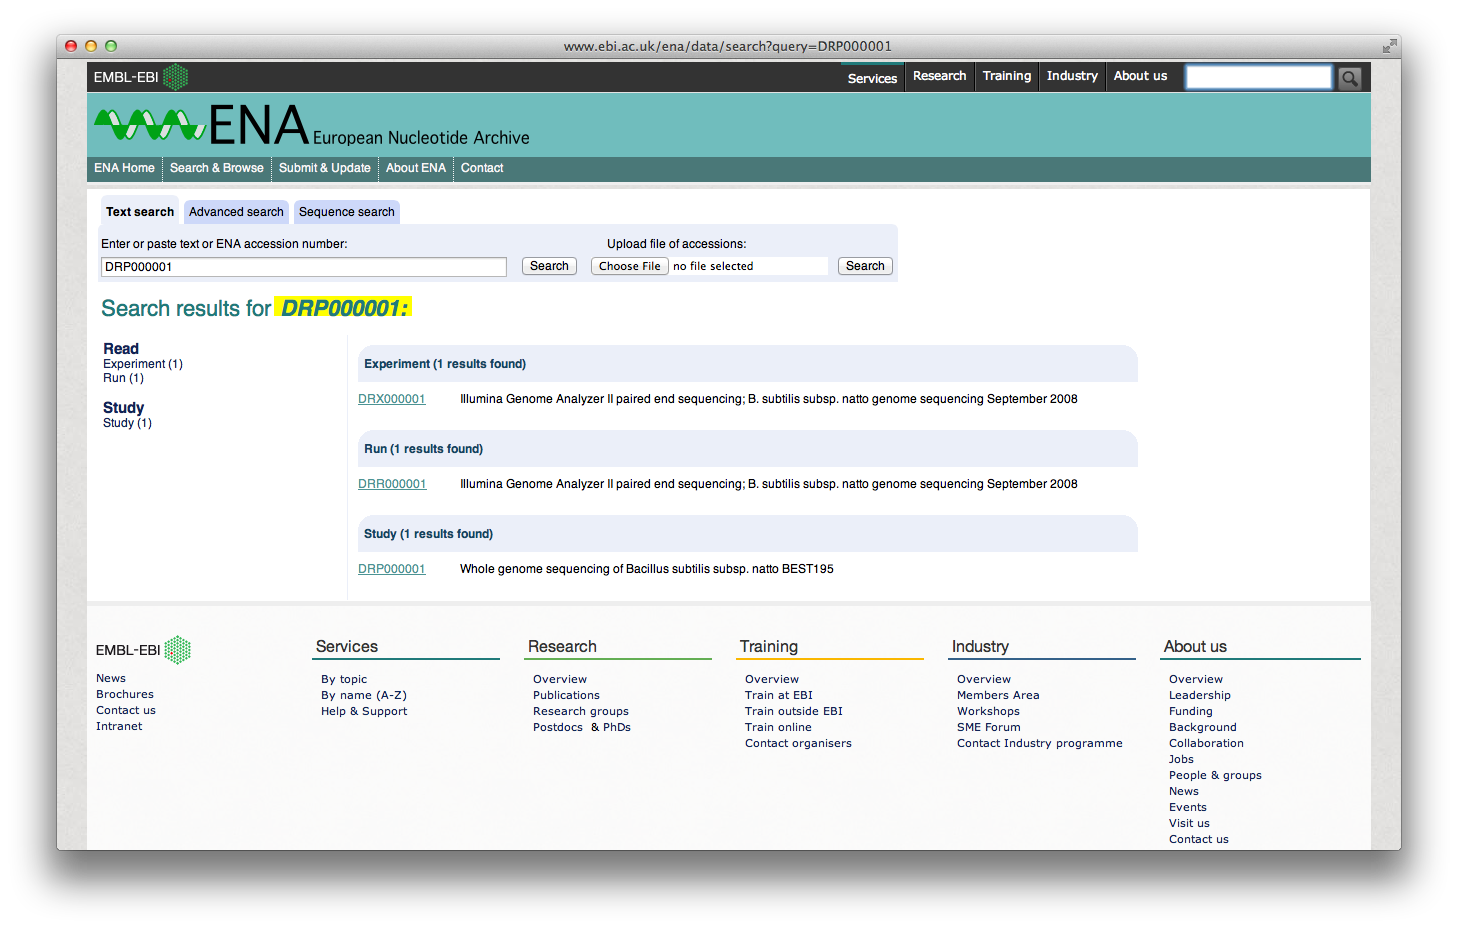 www.ebi.ac.uk/ena/data/search?query=DRP000001
EMBL-EBI
Services Research Training Industry About us
ENA European Nucleotide Archive
ENA Home Search & Browse Submit & Update About ENA Contact
Text search Advanced search Sequence search
Enter or paste text or ENA accession number: Upload file of accessions:
DRP000001 Search Choose File no file selected Search
Search results for DRP000001:
Read
Experiment (1)
Run (1)
Study
Study (1)
Experiment (1 results found)
DRX000001 Illumina Genome Analyzer II paired end sequencing; B. subtilis subsp. natto genome sequencing September 2008
Run (1 results found)
DRR000001 Illumina Genome Analyzer II paired end sequencing; B. subtilis subsp. natto genome sequencing September 2008
Study (1 results found)
DRP000001 Whole genome sequencing of Bacillus subtilis subsp. natto BEST195
EMBL-EBI
News
Brochures
Contact us
Intranet
Services
By topic
By name (A-Z)
Help & Support
Research
Overview
Publications
Research groups
Postdocs & PhDs
Training
Overview
Train at EBI
Train outside EBI
Train online
Contact organisers
Industry
Overview
Members Area
Workshops
SME Forum
Contact Industry programme
About us
Overview
Leadership
Funding
Background
Collaboration
Jobs
People & groups
News
Events
Visit us
Contact us